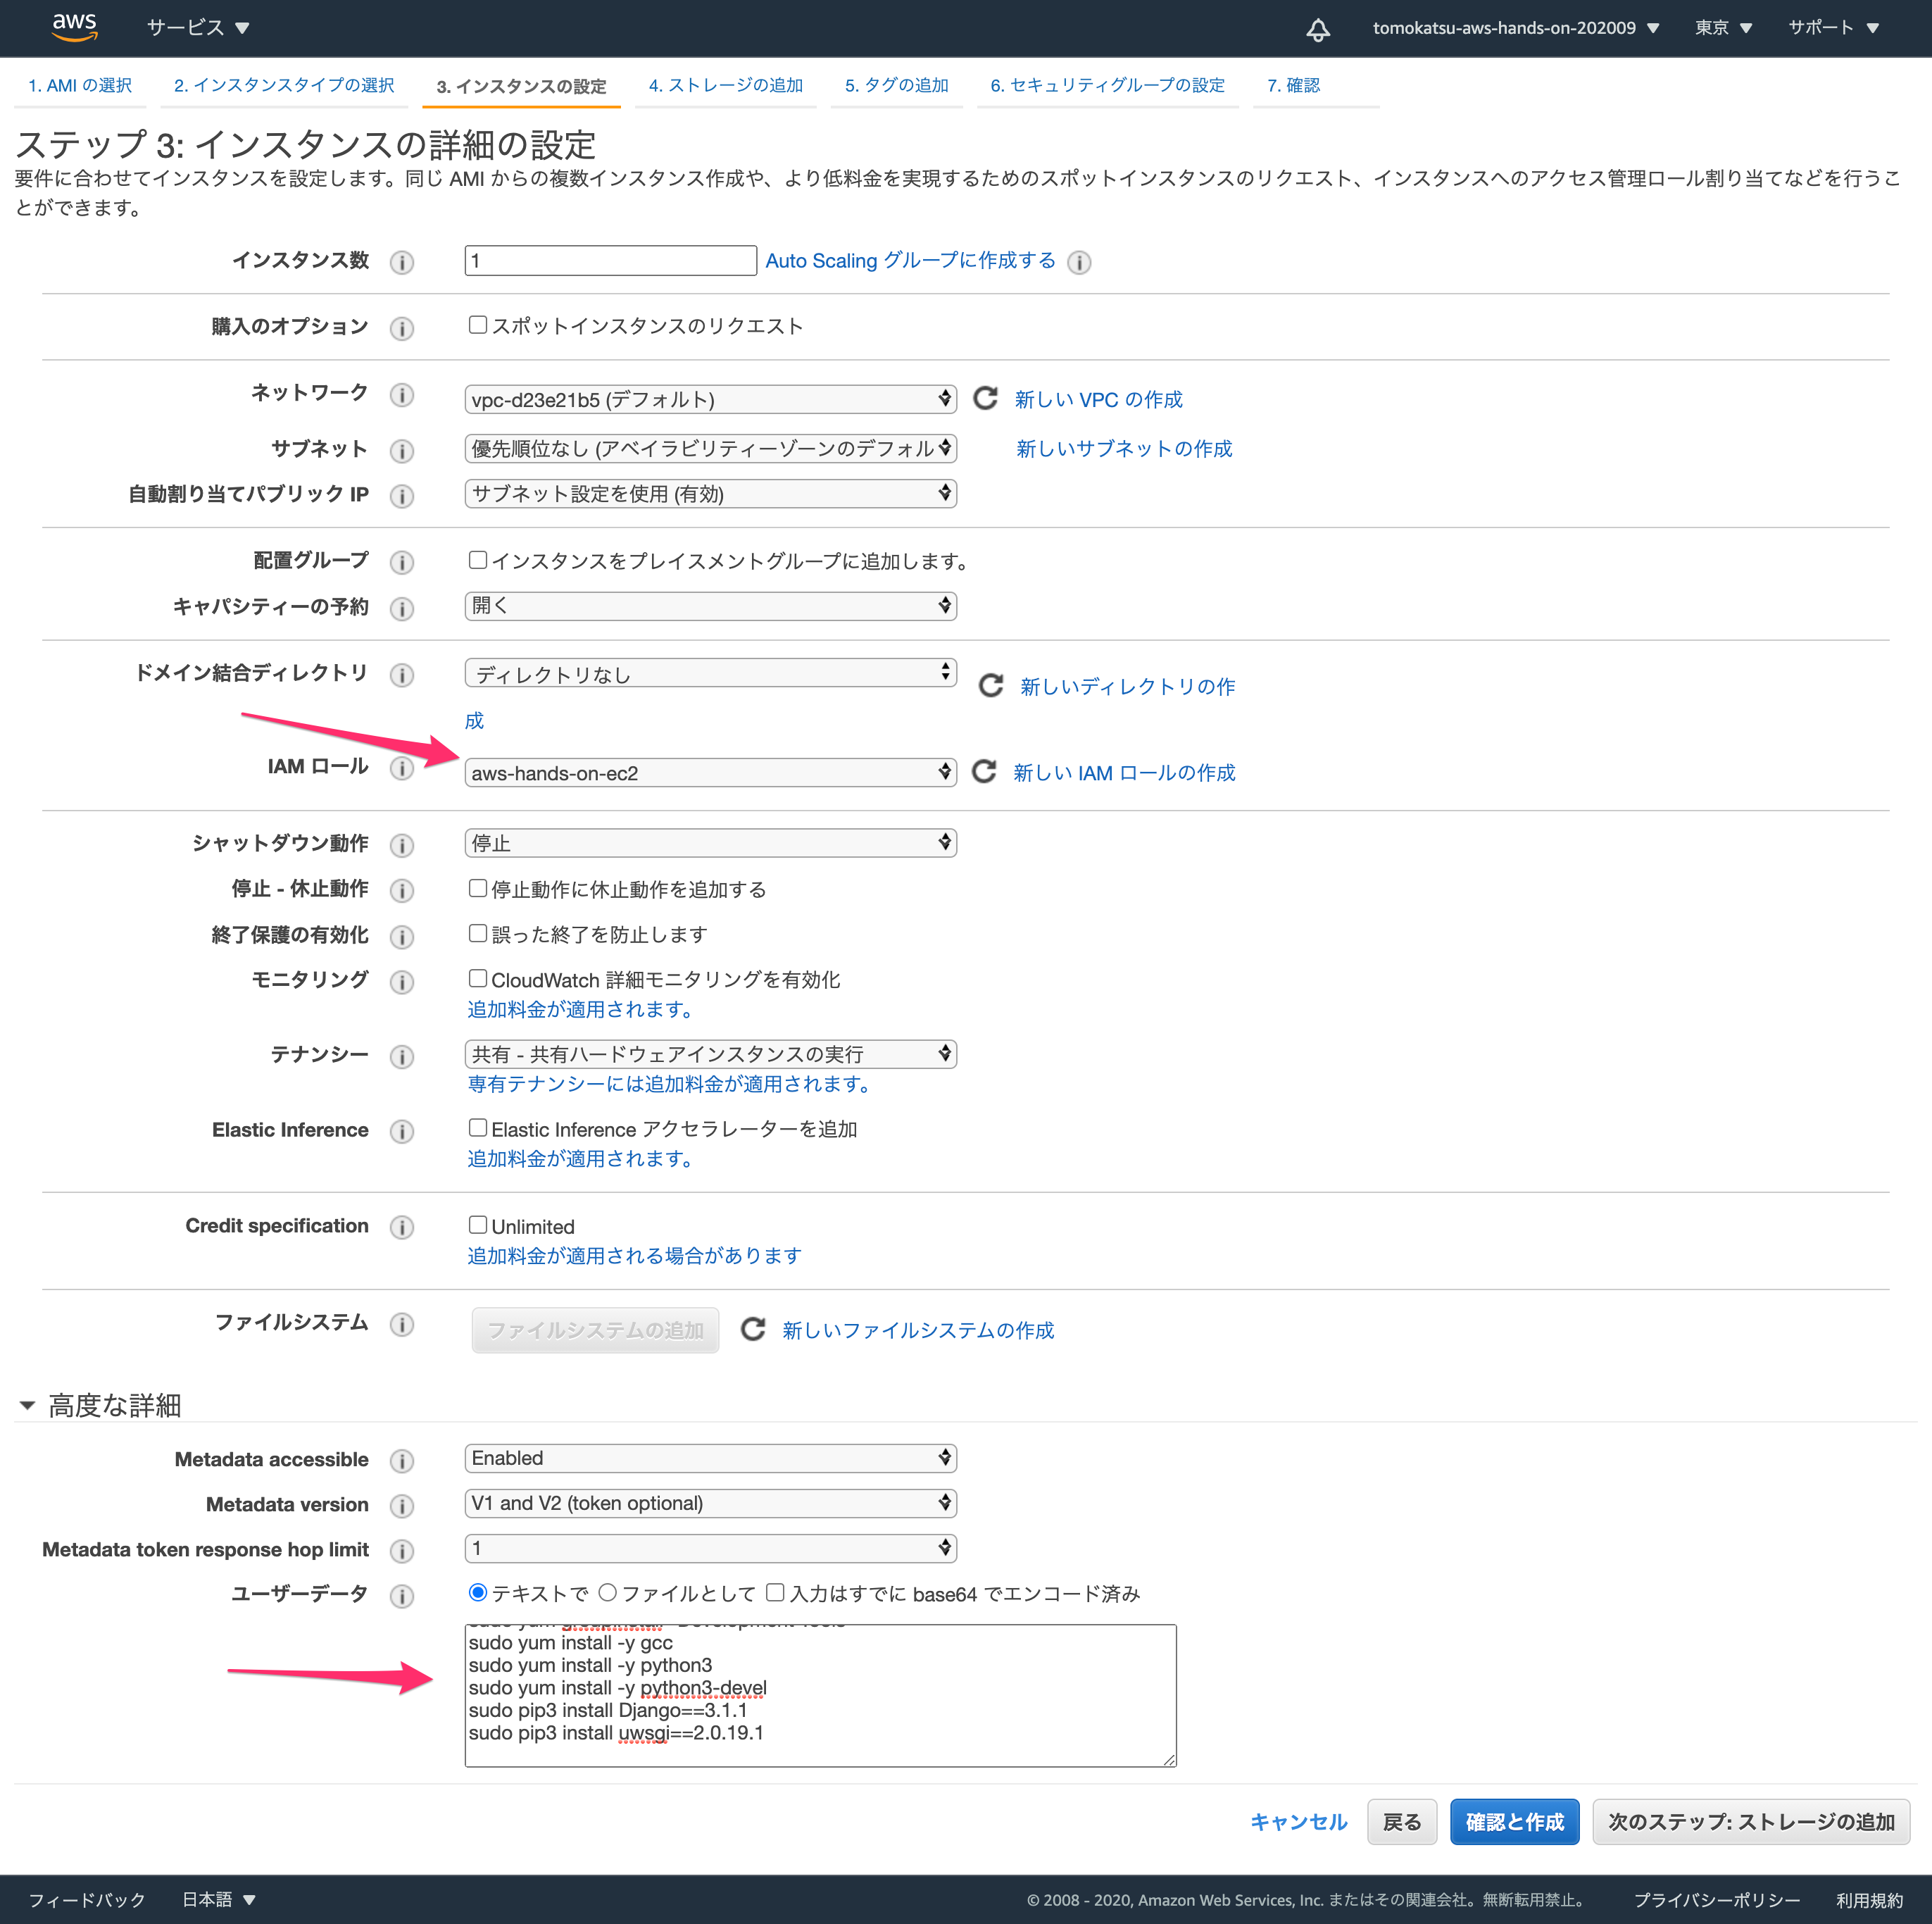 aws
サービス
tomokatsu-aws-hands-on-202009
東京
サポート
1. AMI の選択
2. インスタンスタイプの選択
3. インスタンスの設定
4. ストレージの追加
5. タグの追加
6. セキュリティグループの設定
7. 確認
ステップ 3: インスタンスの詳細の設定
要件に合わせてインスタンスを設定します。同じ AMI からの複数インスタンス作成や、より低料金を実現するためのスポットインスタンスのリクエスト、インスタンスへのアクセス管理ロール割り当てなどを行うこ
とができます。
インスタンス数
1
Auto Scaling グループに作成する
購入のオプション
スポットインスタンスのリクエスト
ネットワーク
vpc-d23e21b5 (デフォルト)
新しい VPC の作成
サブネット
優先順位なし (アベイラビリティーゾーンのデフォル
新しいサブネットの作成
自動割り当てパブリック IP
サブネット設定を使用 (有効)
配置グループ
インスタンスをプレイスメントグループに追加します。
キャパシティーの予約
開く
ドメイン結合ディレクトリ
ディレクトリなし
新しいディレクトリの作
成
IAM ロール
aws-hands-on-ec2
新しい IAM ロールの作成
シャットダウン動作
停止
停止 - 休止動作
停止動作に休止動作を追加する
終了保護の有効化
誤った終了を防止します
モニタリング
CloudWatch 詳細モニタリングを有効化
追加料金が適用されます。
テナンシー
共有 - 共有ハードウェアインスタンスの実行
専有テナンシーには追加料金が適用されます。
Elastic Inference
Elastic Inference アクセラレーターを追加
追加料金が適用されます。
Credit specification
Unlimited
追加料金が適用される場合があります
ファイルシステム
ファイルシステムの追加
新しいファイルシステムの作成
高度な詳細
Metadata accessible
Enabled
Metadata version
V1 and V2 (token optional)
Metadata token response hop limit
1
ユーザーデータ
テキストで
ファイルとして
入力はすでに base64 でエンコード済み
sudo yum install -y gcc
sudo yum install -y python3
sudo yum install -y python3-devel
sudo pip3 install Django==3.1.1
sudo pip3 install uwsgi==2.0.19.1
キャンセル
戻る
確認と作成
次のステップ: ストレージの追加
フィードバック
日本語
© 2008 - 2020, Amazon Web Services, Inc. またはその関連会社。無断転用禁止。
プライバシーポリシー
利用規約